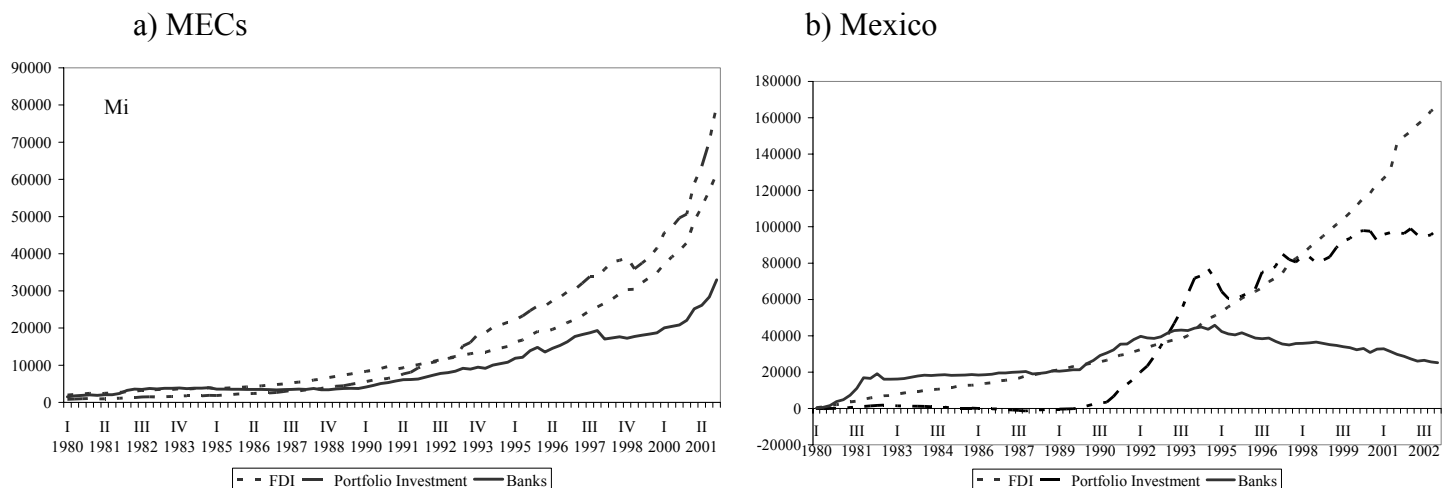 a) MECs
90000
80000
70000
60000
50000
40000
30000
20000
10000
0
Mi
I II III IV I II III IV I II III IV I II III IV I II
1980 1981 1982 1983 1985 1986 1987 1988 1990 1991 1992 1993 1995 1996 1997 1998 2000 2001
FDI Portfolio Investment Banks
b) Mexico
180000
160000
140000
120000
100000
80000
60000
40000
20000
0
-20000
I III I III I III I III I III I III I III I III
1980 1981 1983 1984 1986 1987 1989 1990 1992 1993 1995 1996 1998 1999 2001 2002
FDI Portfolio Investment Banks